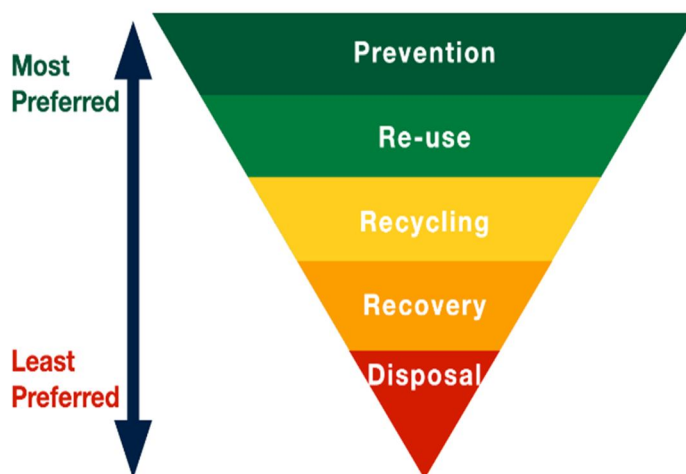 Most
Preferred
Prevention
Re-use
Recycling
Recovery
Disposal
Least
Preferred